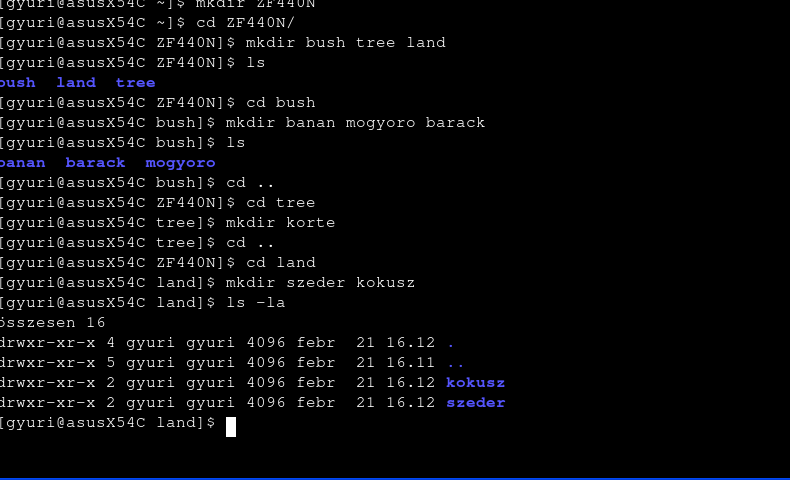 [gyuri@asusX54C ~]$ mkdir ZF440N
[gyuri@asusX54C ~]$ cd ZF440N/
[gyuri@asusX54C ZF440N]$ mkdir bush tree land
[gyuri@asusX54C ZF440N]$ ls
bush  land  tree
[gyuri@asusX54C ZF440N]$ cd bush
[gyuri@asusX54C bush]$ mkdir banan mogyoro barack
[gyuri@asusX54C bush]$ ls
banan  barack  mogyoro
[gyuri@asusX54C bush]$ cd ..
[gyuri@asusX54C ZF440N]$ cd tree
[gyuri@asusX54C tree]$ mkdir korte
[gyuri@asusX54C tree]$ cd ..
[gyuri@asusX54C ZF440N]$ cd land
[gyuri@asusX54C land]$ mkdir szeder kokusz
[gyuri@asusX54C land]$ ls -la
összesen 16
drwxr-xr-x 4 gyuri gyuri 4096 febr  21 16.12 .
drwxr-xr-x 5 gyuri gyuri 4096 febr  21 16.11 ..
drwxr-xr-x 2 gyuri gyuri 4096 febr  21 16.12 kokusz
drwxr-xr-x 2 gyuri gyuri 4096 febr  21 16.12 szeder
[gyuri@asusX54C land]$